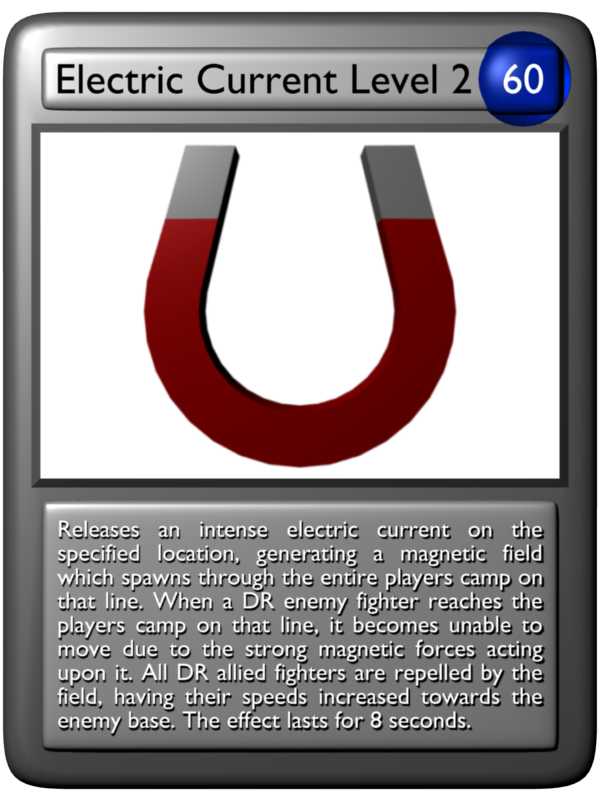 Electric Current Level 2
60
Releases an intense electric current on the
specified location, generating a magnetic field
which spawns through the entire players camp on
that line. When a DR enemy fighter reaches the
players camp on that line, it becomes unable to
move due to the strong magnetic forces acting
upon it. All DR allied fighters are repelled by the
field, having their speeds increased towards the
enemy base. The effect lasts for 8 seconds.